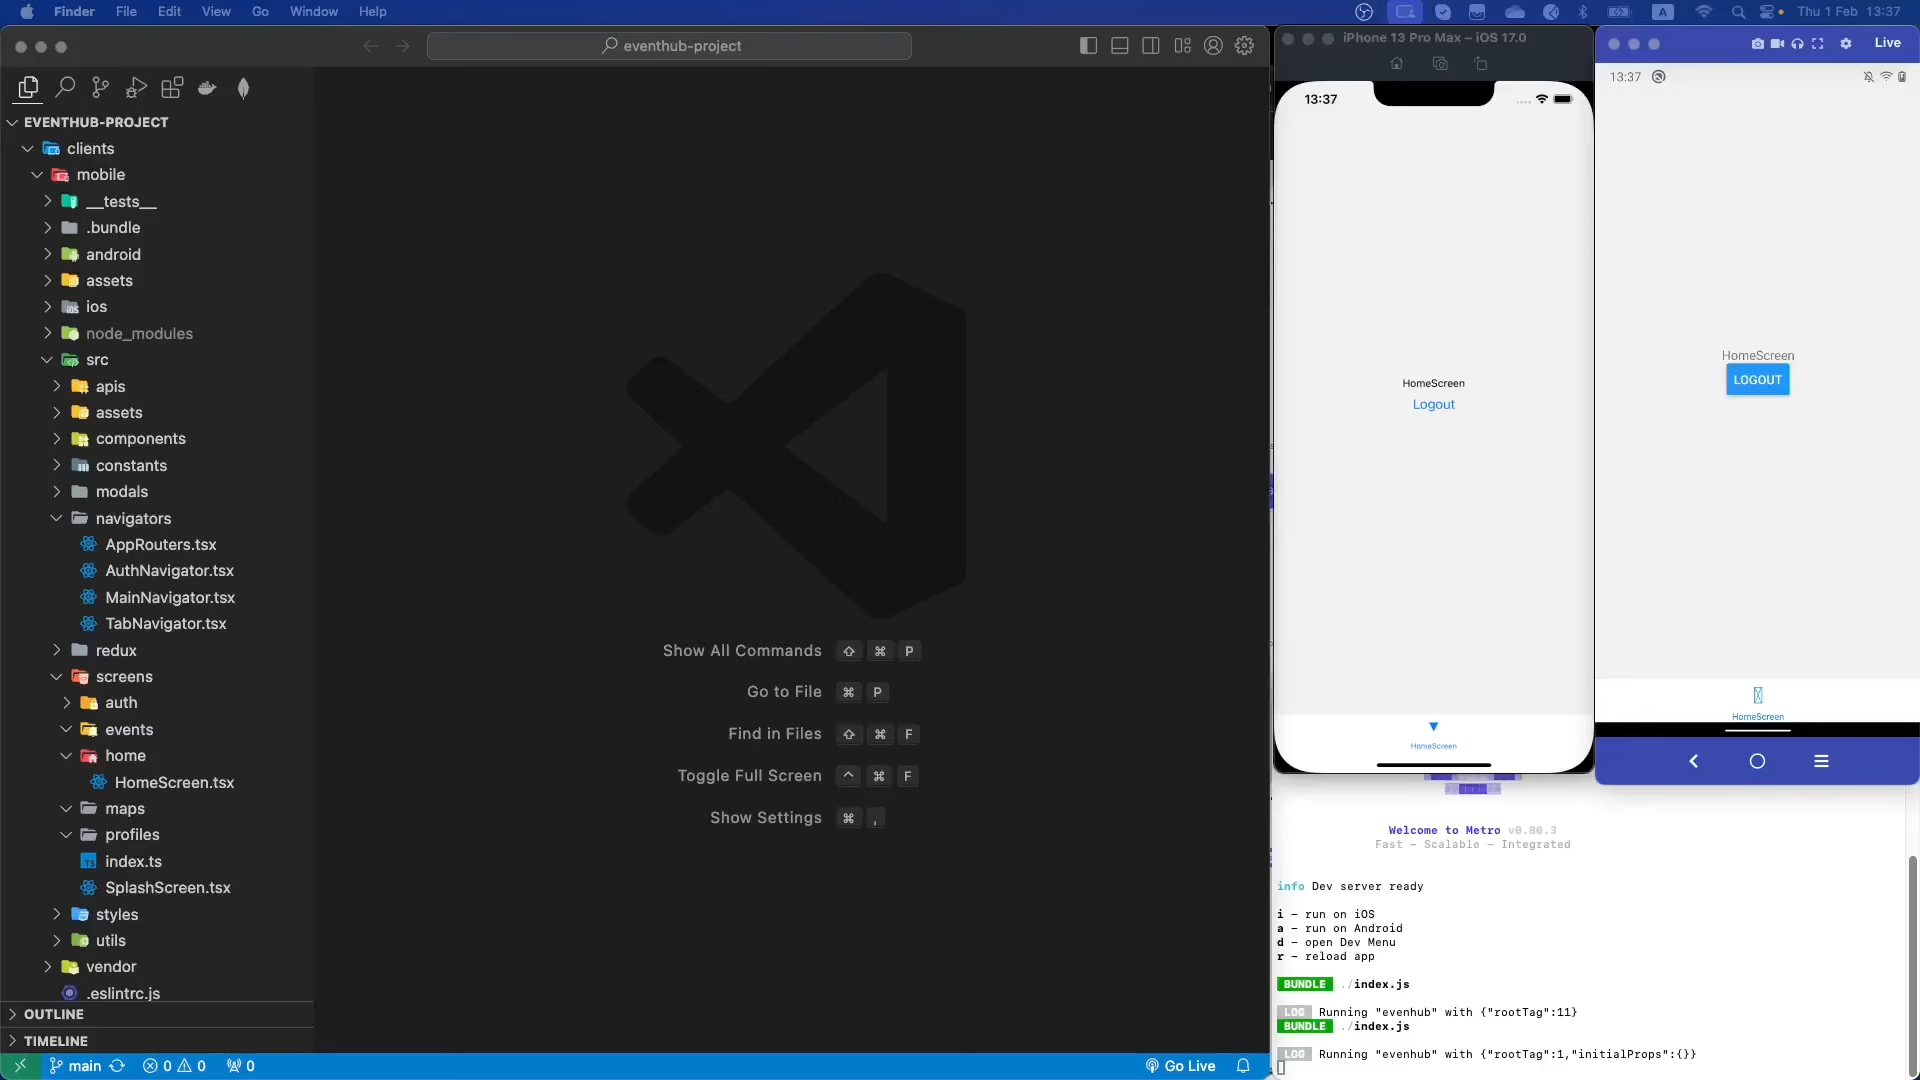 Finder File Edit View Go Window Help
A Thu 1 Feb 13:37
eventhub-project
EVENTHUB-PROJECT
clients
mobile
__tests__
.bundle
android
assets
ios
node_modules
src
apis
assets
components
constants
modals
navigators
AppRouters.tsx
AuthNavigator.tsx
MainNavigator.tsx
TabNavigator.tsx
redux
screens
auth
events
home
HomeScreen.tsx
maps
profiles
index.ts
SplashScreen.tsx
styles
utils
vendor
.eslintrc.js
OUTLINE
TIMELINE
main 0 0 0
Go Live
Show All Commands ⇧ ⌘ P
Go to File ⌘ P
Find in Files ⇧ ⌘ F
Toggle Full Screen ^ ⌘ F
Show Settings ⌘ ,
iPhone 13 Pro Max – iOS 17.0
13:37
HomeScreen
Logout
HomeScreen
Live
13:37
HomeScreen
LOGOUT
HomeScreen
Welcome to Metro v0.80.3
Fast - Scalable - Integrated
info Dev server ready
i - run on iOS
a - run on Android
d - open Dev Menu
r - reload app
BUNDLE ./index.js
LOG Running "evenhub" with {"rootTag":11}
BUNDLE ./index.js
LOG Running "evenhub" with {"rootTag":1,"initialProps":{}}